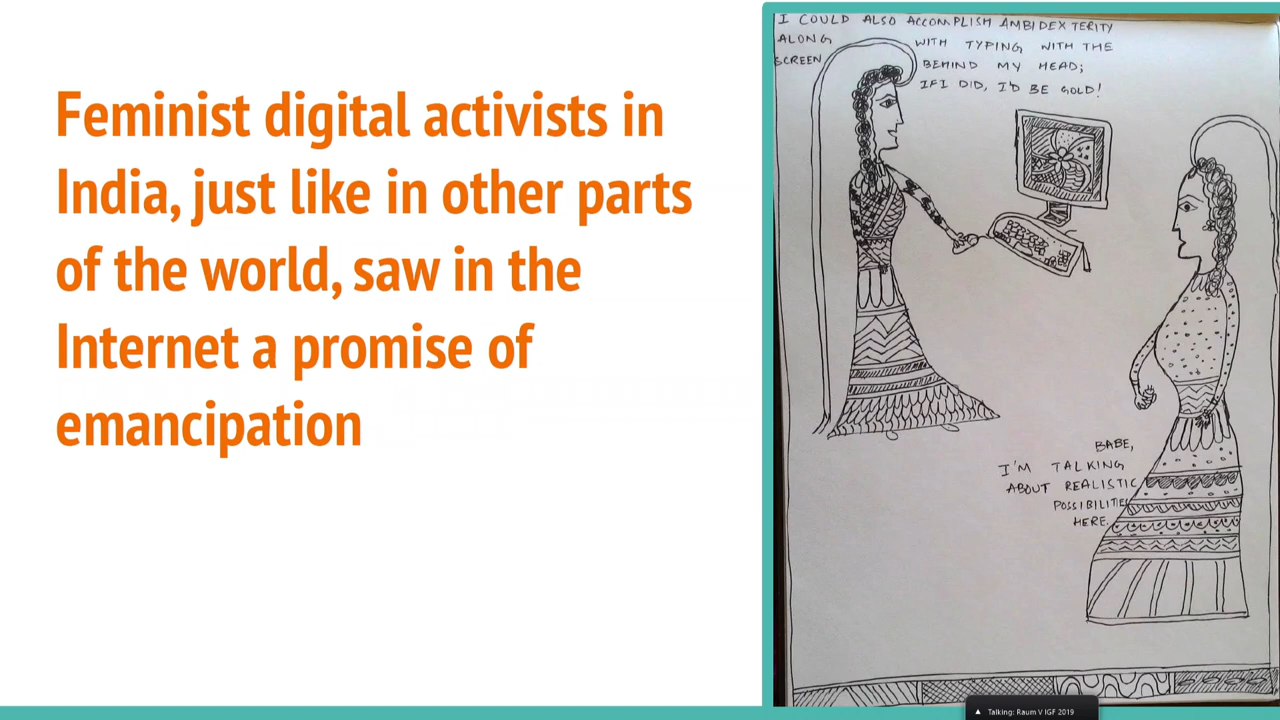 Feminist digital activists in
India, just like in other parts
of the world, saw in the
Internet a promise of
emancipation
I COULD ALSO ACCOMPLISH AMBIDEXTERITY
ALONG WITH TYPING WITH THE
SCREEN BEHIND MY HEAD;
IF I DID, I'D BE GOLD!
BABE,
I'M TALKING
ABOUT REALISTIC
POSSIBILITIES
HERE.
▲ Talking: Raum V IGF 2019